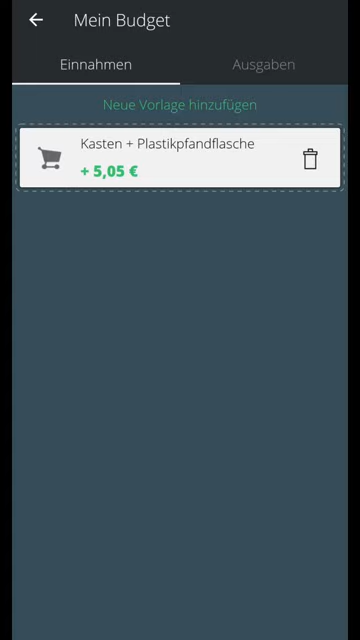 Mein Budget
Einnahmen
Ausgaben
Neue Vorlage hinzufügen
Kasten + Plastikpfandflasche
+ 5,05 €